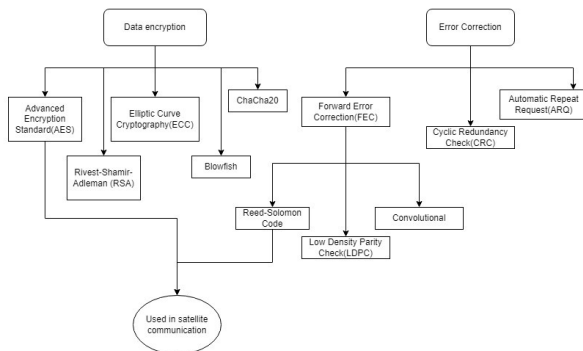 Data encryption
Error Correction
Advanced
Encryption
Standard(AES)
Elliptic Curve
Cryptography(ECC)
ChaCha20
Forward Error
Correction(FEC)
Automatic Repeat
Request(ARQ)
Rivest-Shamir-
Adleman (RSA)
Blowfish
Cyclic Redundancy
Check(CRC)
Reed-Solomon
Code
Low Density Parity
Check(LDPC)
Convolutional
Used in satellite
communication